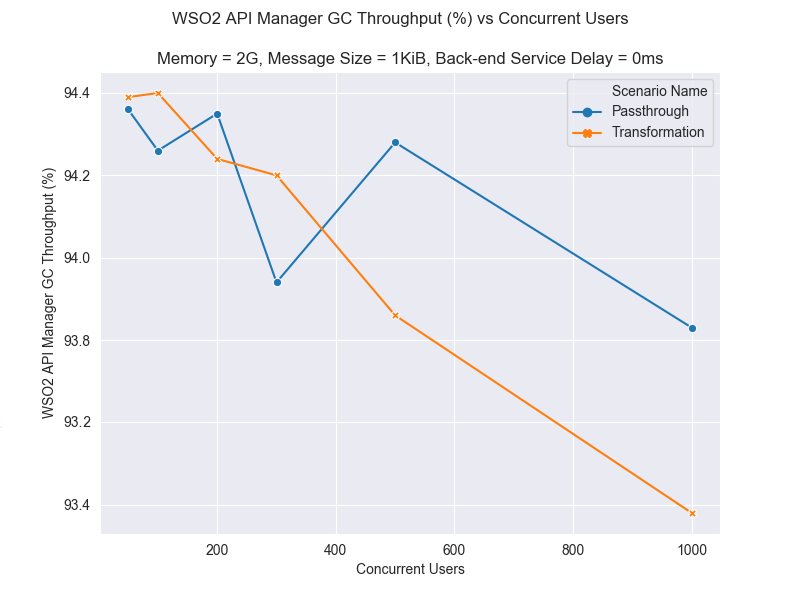 WSO2 API Manager GC Throughput (%) vs Concurrent Users
Memory = 2G, Message Size = 1KiB, Back-end Service Delay = 0ms
Scenario Name
Passthrough
Transformation
WSO2 API Manager GC Throughput (%)
94.4
94.2
94.0
93.8
93.2
93.4
200
400
600
800
1000
Concurrent Users